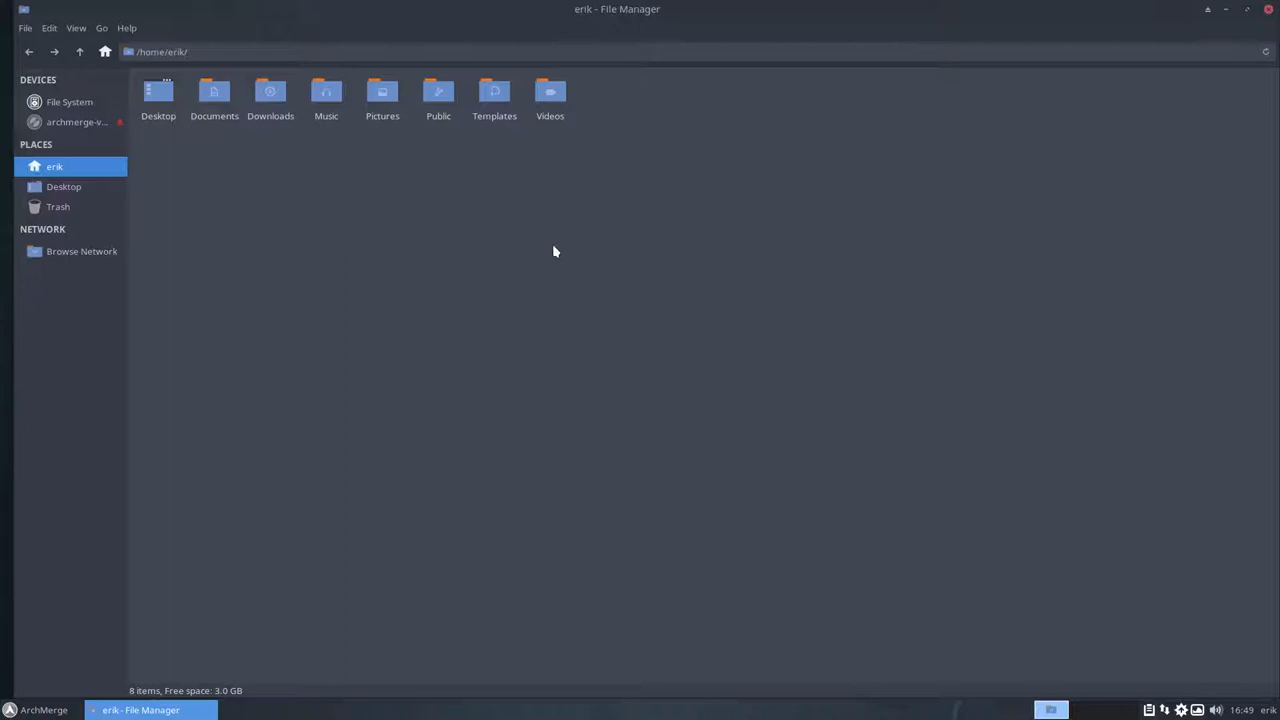 erik - File Manager
File Edit View Go Help
/home/erik/
DEVICES
File System
archmerge-v...
PLACES
erik
Desktop
Trash
NETWORK
Browse Network
Desktop Documents Downloads Music Pictures Public Templates Videos
8 items, Free space: 3.0 GB
ArchMerge erik - File Manager 16:49 erik